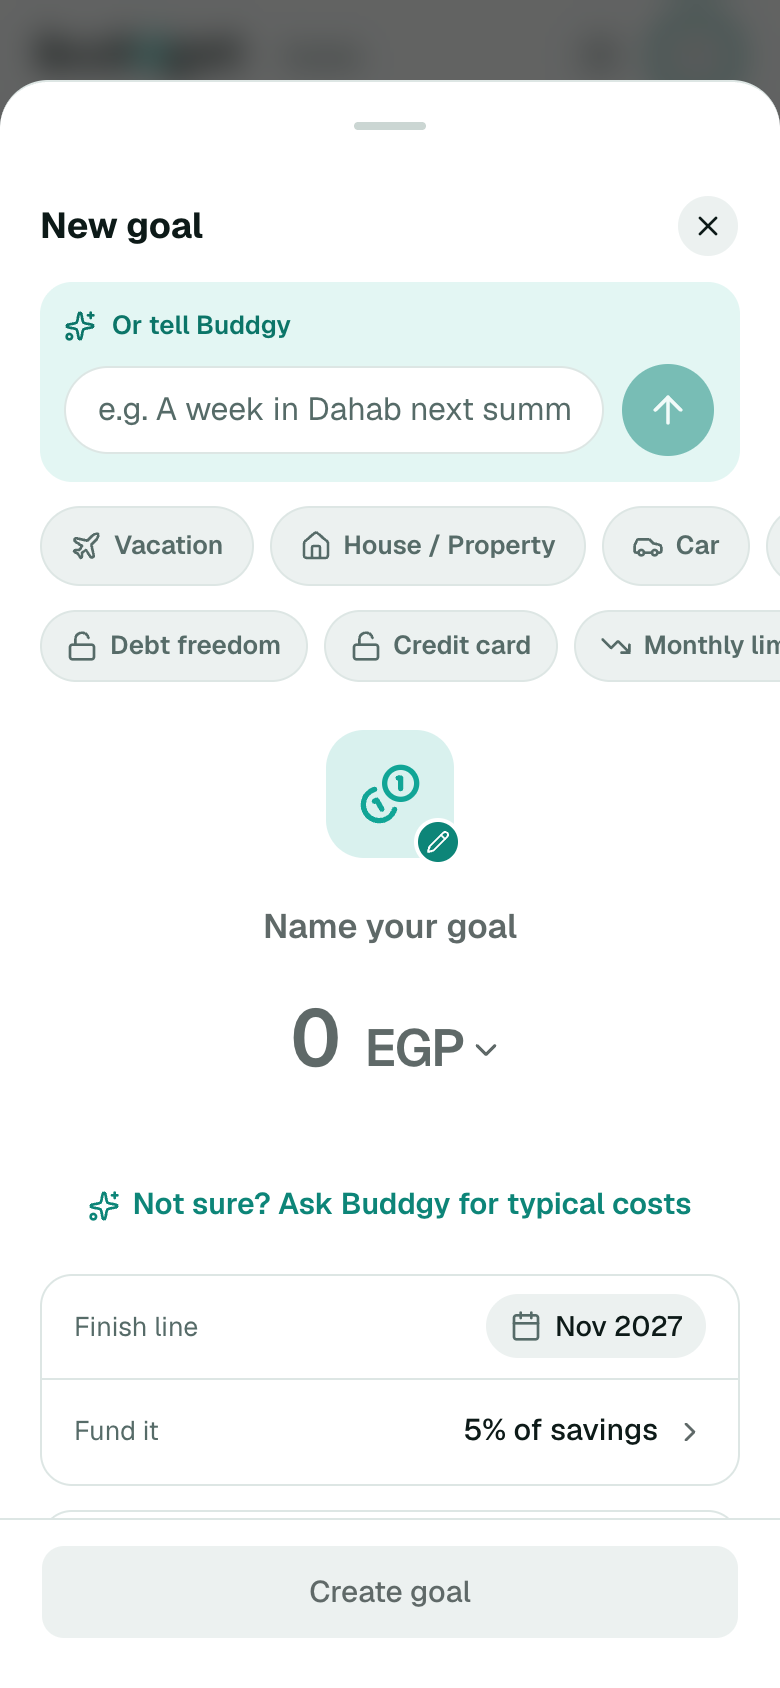 New goal
Or tell Buddgy
e.g. A week in Dahab next summ
Vacation
House / Property
Car
Debt freedom
Credit card
Monthly lim
Name your goal
0 EGP
Not sure? Ask Buddgy for typical costs
Finish line
Nov 2027
Fund it
5% of savings
Create goal